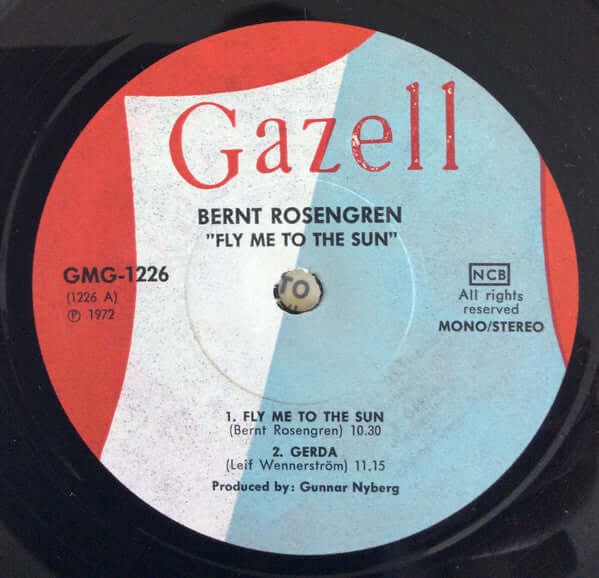 Gazell
BERNT ROSENGREN
"FLY ME TO THE SUN"
GMG-1226
(1226 A)
℗ 1972
TO
NCB
All rights
reserved
MONO/STEREO
1. FLY ME TO THE SUN
(Bernt Rosengren) 10.30
2. GERDA
(Leif Wennerström) 11.15
Produced by: Gunnar Nyberg